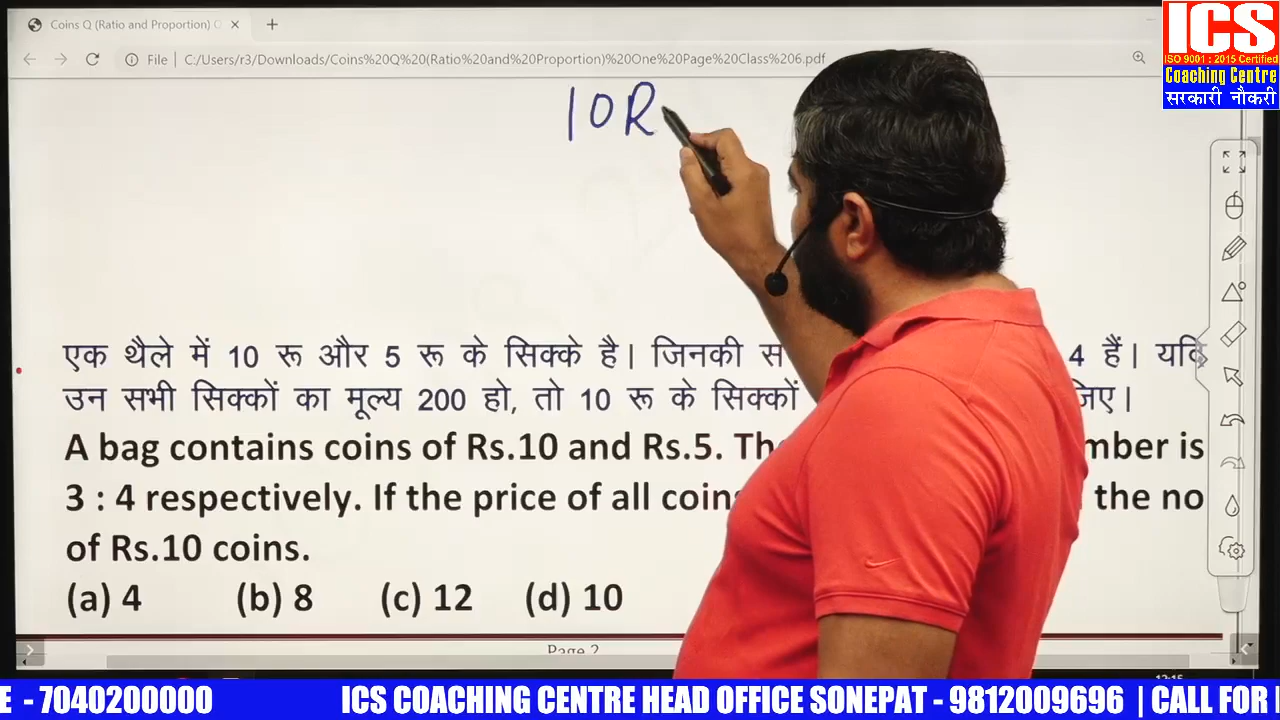 Coins Q (Ratio and Proportion) O
File | C:/Users/r3/Downloads/Coins%20Q%20(Ratio%20and%20Proportion)%20One%20Page%20Class%206.pdf
ICS
ISO 9001 : 2015 Certified
Coaching Centre
सरकारी नौकरी
10R
एक थैले में 10 रू और 5 रू के सिक्के है। जिनकी 4 हैं। यदि
उन सभी सिक्कों का मूल्य 200 हो, तो 10 रू के सिक्कों
A bag contains coins of Rs.10 and Rs.5. is
3 : 4 respectively. If the price of all the no
of Rs.10 coins.
(a) 4 (b) 8 (c) 12 (d) 10
Page 2
12:15
- 7040200000 ICS COACHING CENTRE HEAD OFFICE SONEPAT - 9812009696 | CALL FOR